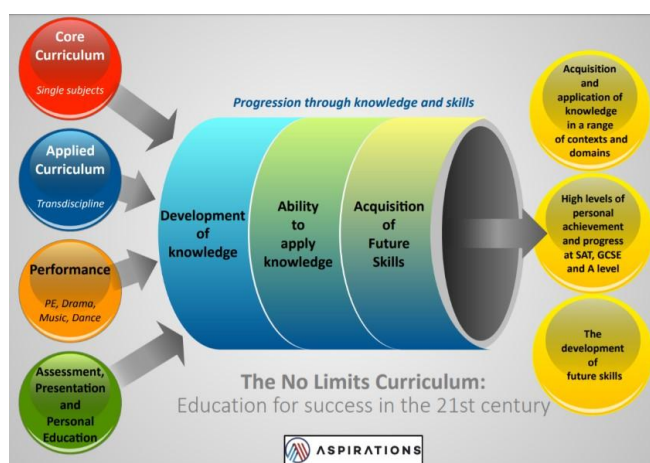 Core
Curriculum
Single subjects
Applied
Curriculum
Transdiscipline
Performance
PE, Drama,
Music, Dance
Assessment,
Presentation
and
Personal
Education
Progression through knowledge and skills
Development
of
knowledge
Ability
to
apply
knowledge
Acquisition
of
Future
Skills
Acquisition
and
application of
knowledge
in a range
of contexts and
domains
High levels of
personal
achievement
and progress
at SAT, GCSE
and A level
The
development
of
future skills
The No Limits Curriculum:
Education for success in the 21st century
ASPIRATIONS